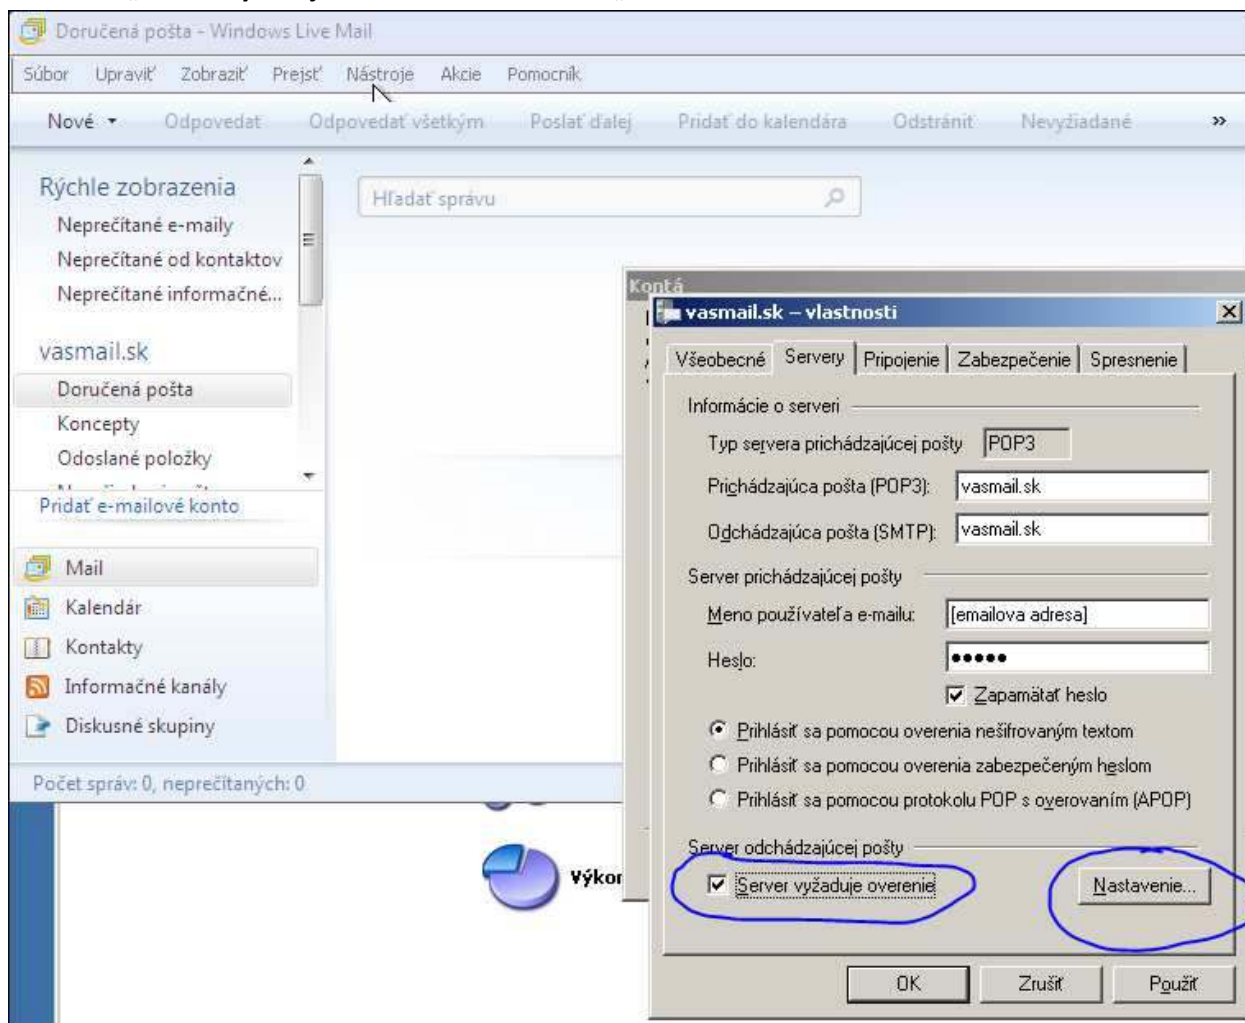 Doručená pošta - Windows Live Mail
Súbor Upraviť Zobraziť Prejsť Nástroje Akcie Pomocník
Nové Odpovedať Odpovedať všetkým Poslať ďalej Pridať do kalendára Odstrániť Nevyžiadané »
Rýchle zobrazenia
Hľadať správu
Neprečítané e-maily
Neprečítané od kontaktov
Neprečítané informačné...
vasmail.sk
Doručená pošta
Koncepty
Odoslané položky
Pridať e-mailové konto
Mail
Kalendár
Kontakty
Informačné kanály
Diskusné skupiny
Počet správ: 0, neprečítaných: 0
Výkor
Kontá
vasmail.sk – vlastnosti
Všeobecné Servery Pripojenie Zabezpečenie Spresnenie
Informácie o serveri
Typ servera prichádzajúcej pošty POP3
Prichádzajúca pošta (POP3): vasmail.sk
Odchádzajúca pošta (SMTP): vasmail.sk
Server prichádzajúcej pošty
Meno používateľa e-mailu: [emailova adresa]
Heslo: •••••
Zapamätať heslo
Prihlásiť sa pomocou overenia nešifrovaným textom
Prihlásiť sa pomocou overenia zabezpečeným heslom
Prihlásiť sa pomocou protokolu POP s overovaním (APOP)
Server odchádzajúcej pošty
Server vyžaduje overenie Nastavenie...
OK Zrušiť Použiť